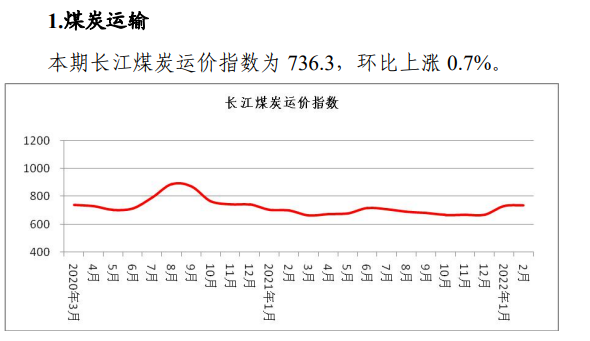 1.煤炭运输
本期长江煤炭运价指数为 736.3，环比上涨 0.7%。
长江煤炭运价指数
1200
1000
800
600
400
2020年3月
4月
5月
6月
7月
8月
9月
10月
11月
12月
2021年1月
2月
3月
4月
5月
6月
7月
8月
9月
10月
11月
12月
2022年1月
2月